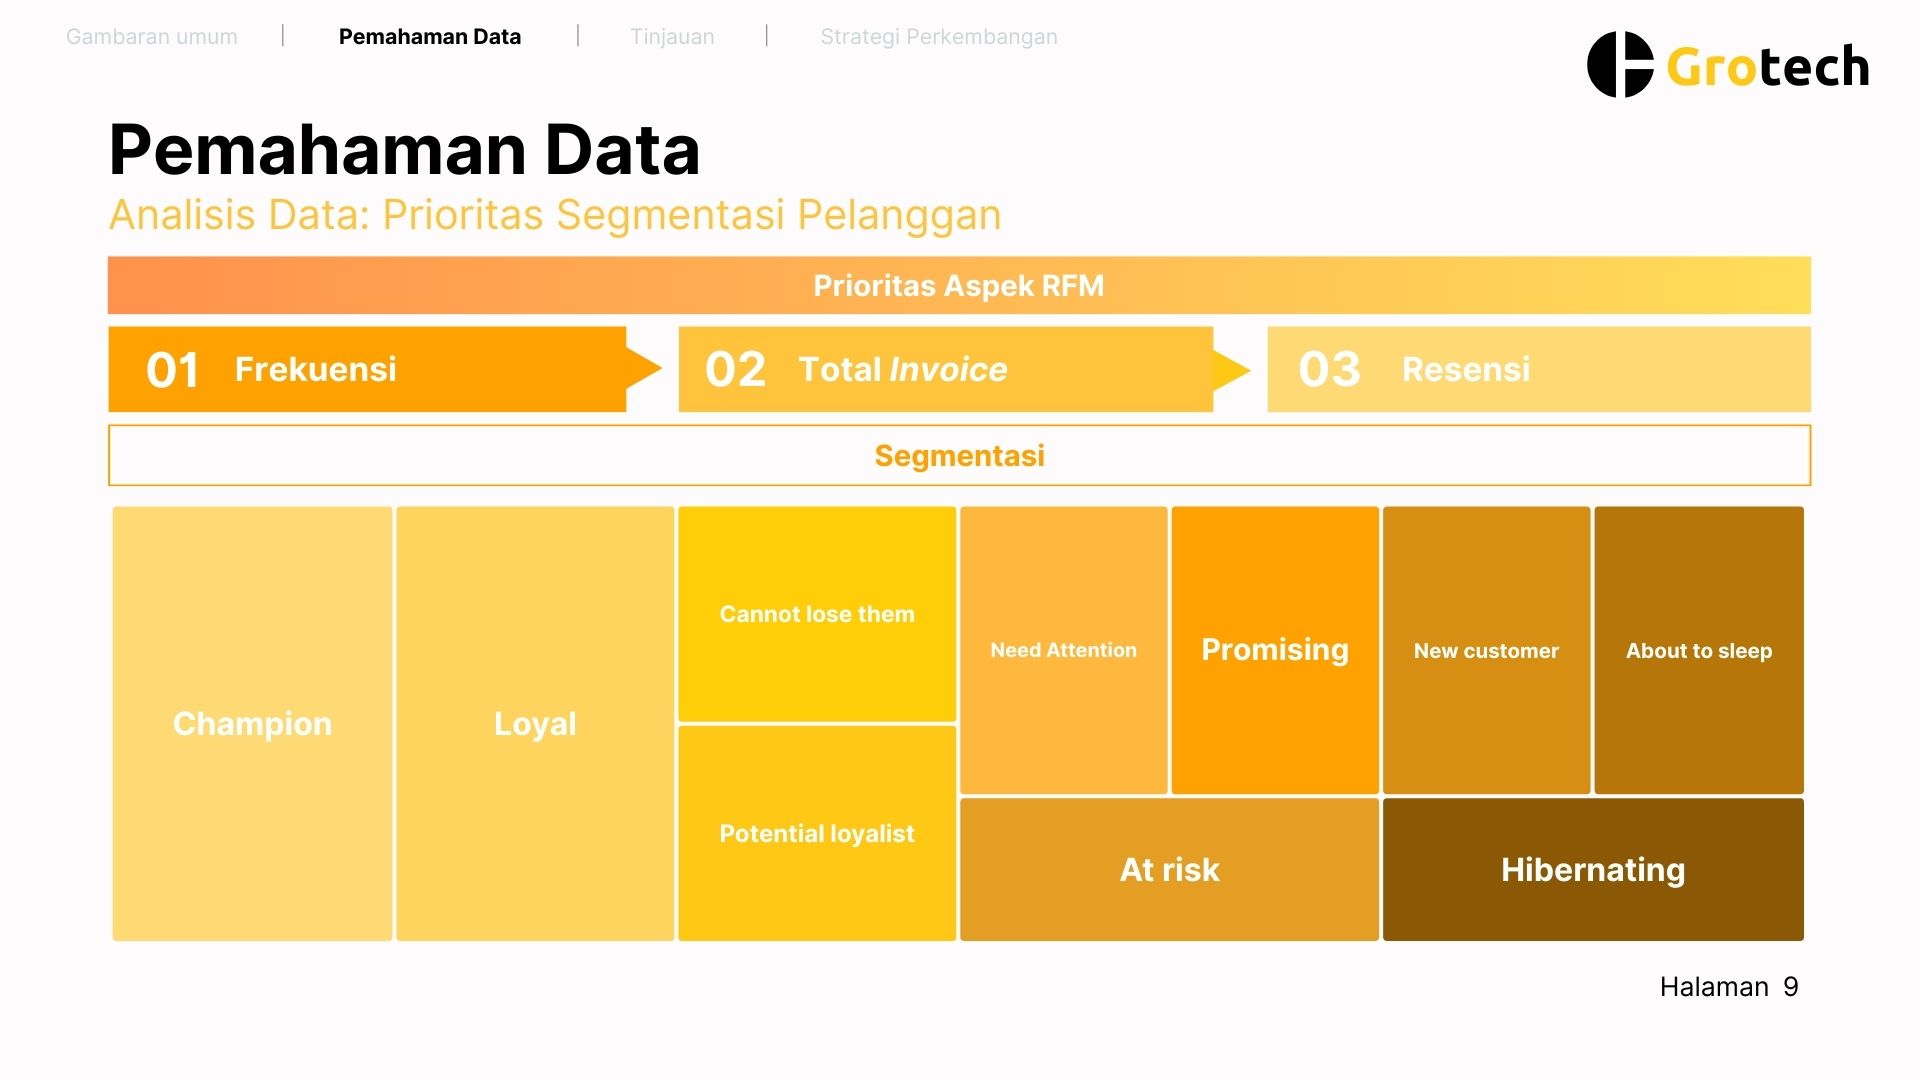 Gambaran umum | Pemahaman Data | Tinjauan | Strategi Perkembangan
Grotech
Pemahaman Data
Analisis Data: Prioritas Segmentasi Pelanggan
Prioritas Aspek RFM
01 Frekuensi
02 Total Invoice
03 Resensi
Segmentasi
Champion
Loyal
Cannot lose them
Potential loyalist
Need Attention
Promising
At risk
New customer
About to sleep
Hibernating
Halaman 9